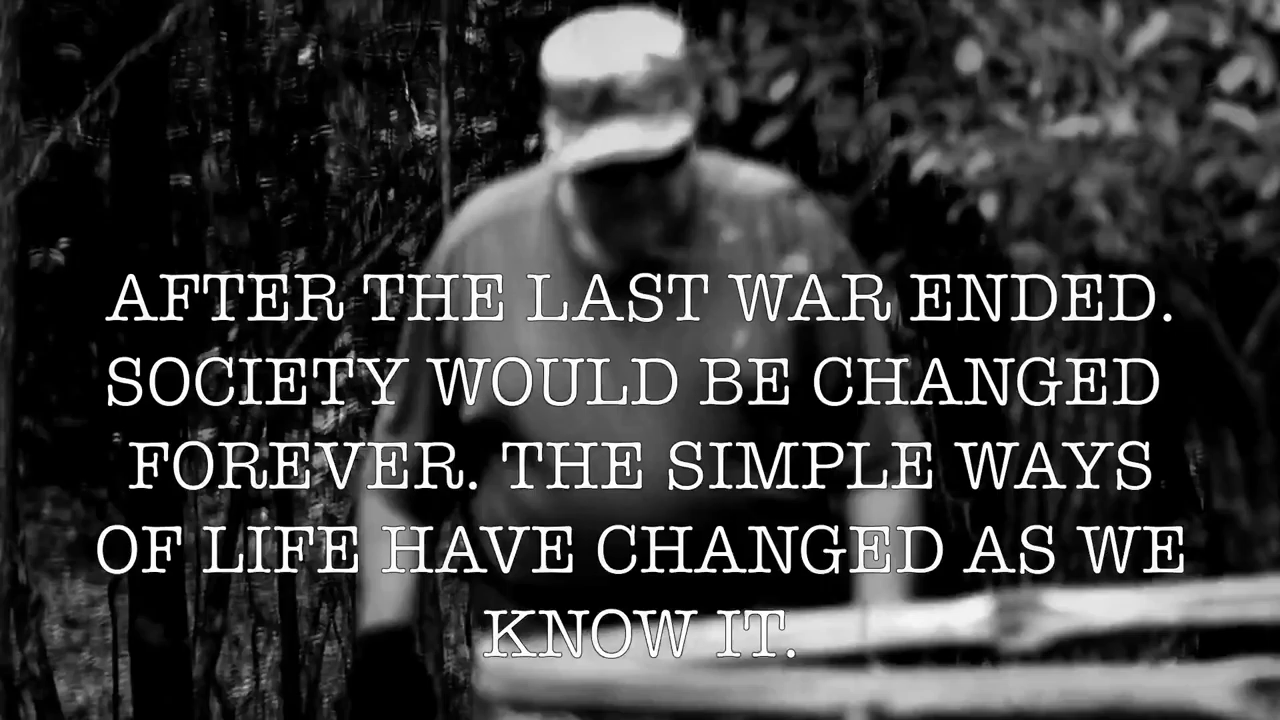 AFTER THE LAST WAR ENDED.
SOCIETY WOULD BE CHANGED
FOREVER. THE SIMPLE WAYS
OF LIFE HAVE CHANGED AS WE
KNOW IT.